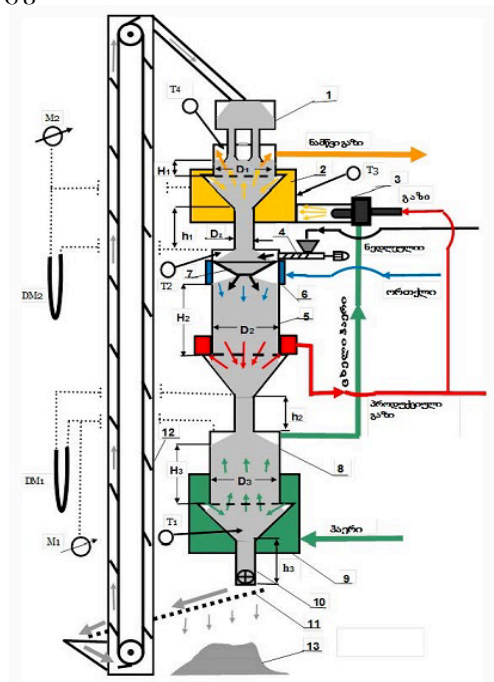 T4
1
M2
ნამწვი გაზი
H1
D1
2
T3
3
გაზი
h1
D2
4
ნედლეული
T2
7
6
ორთქლი
DM2
H2
5
D2
ცხელი ჰაერი
h2
პროდუქციული
გაზი
12
H3
8
D3
DM1
T1
M1
ჰაერი
h3
9
10
11
13